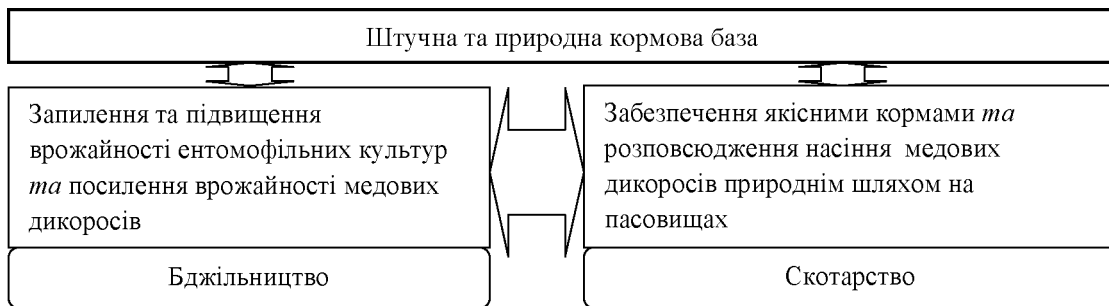 Штучна та природна кормова база
Запилення та підвищення
врожайності ентомофільних культур
та посилення врожайності медових
дикоросів
Забезпечення якісними кормами та
розповсюдження насіння медових
дикоросів природнім шляхом на
пасовищах
Бджільництво
Скотарство